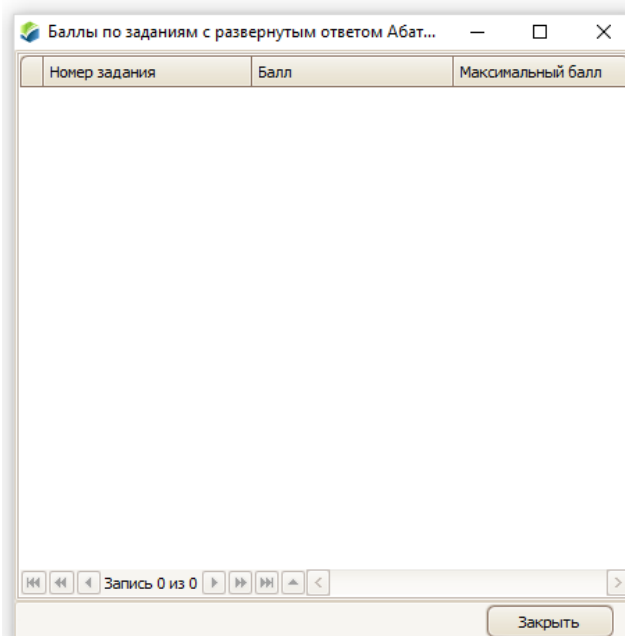 Баллы по заданиям с развернутым ответом Абат...
Номер задания Балл Максимальный балл
Запись 0 из 0
Закрыть